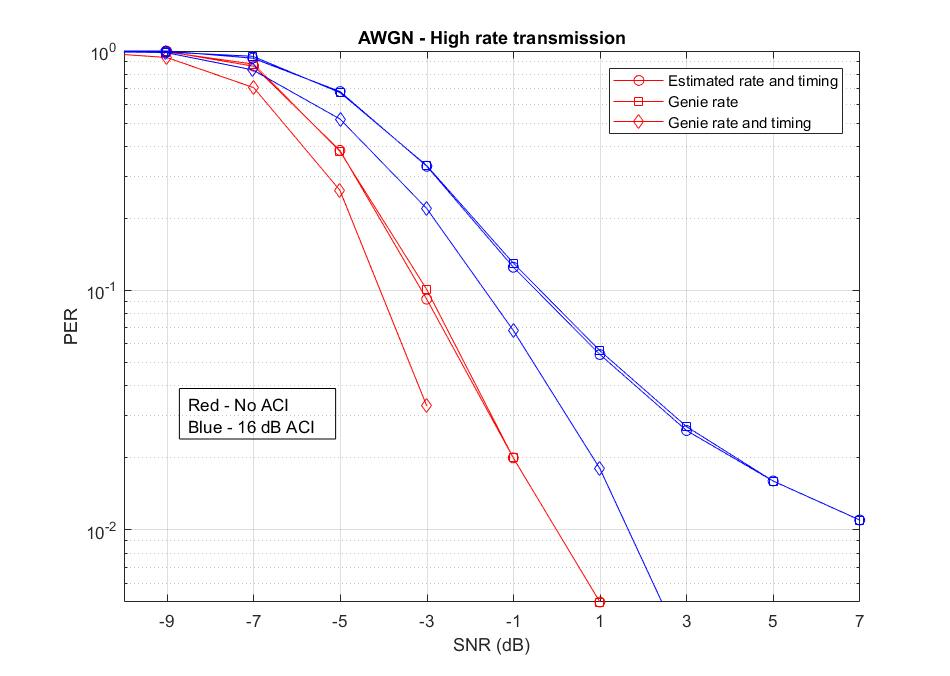 AWGN - High rate transmission
Estimated rate and timing
Genie rate
Genie rate and timing
10^0
10^-1
10^-2
PER
Red - No ACI
Blue - 16 dB ACI
-9 -7 -5 -3 -1 1 3 5 7
SNR (dB)